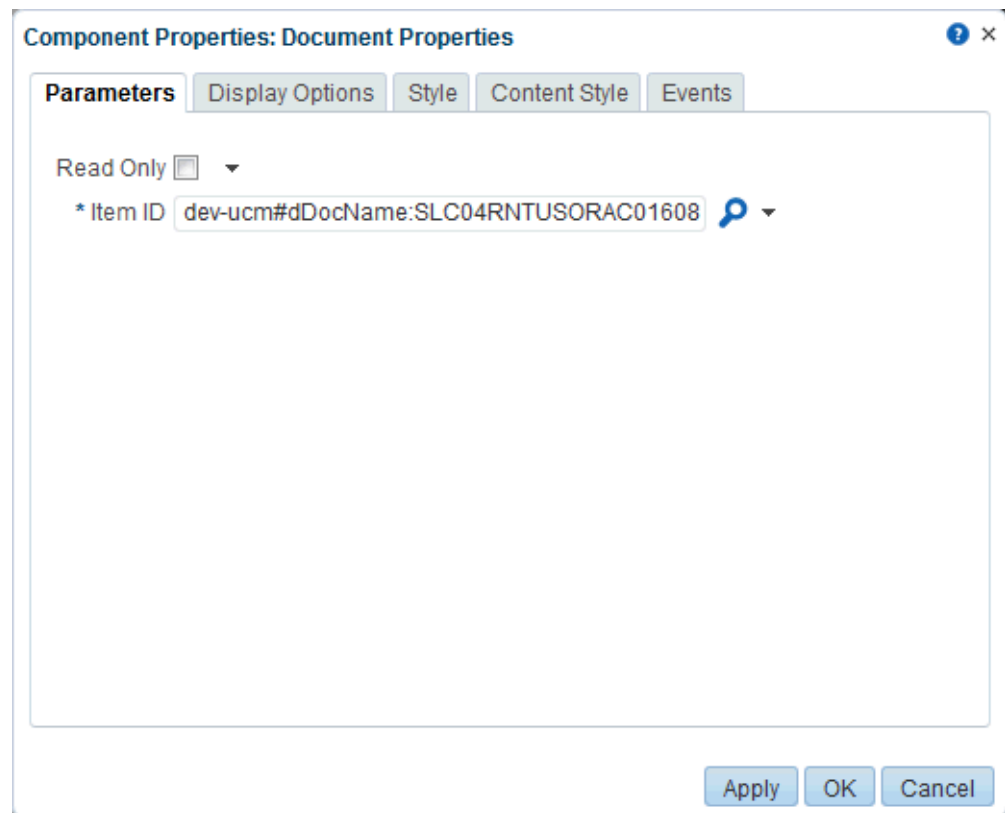 Component Properties: Document Properties
Parameters Display Options Style Content Style Events
Read Only
* Item ID dev-ucm#dDocName:SLC04RNTUSORAC01608
Apply OK Cancel